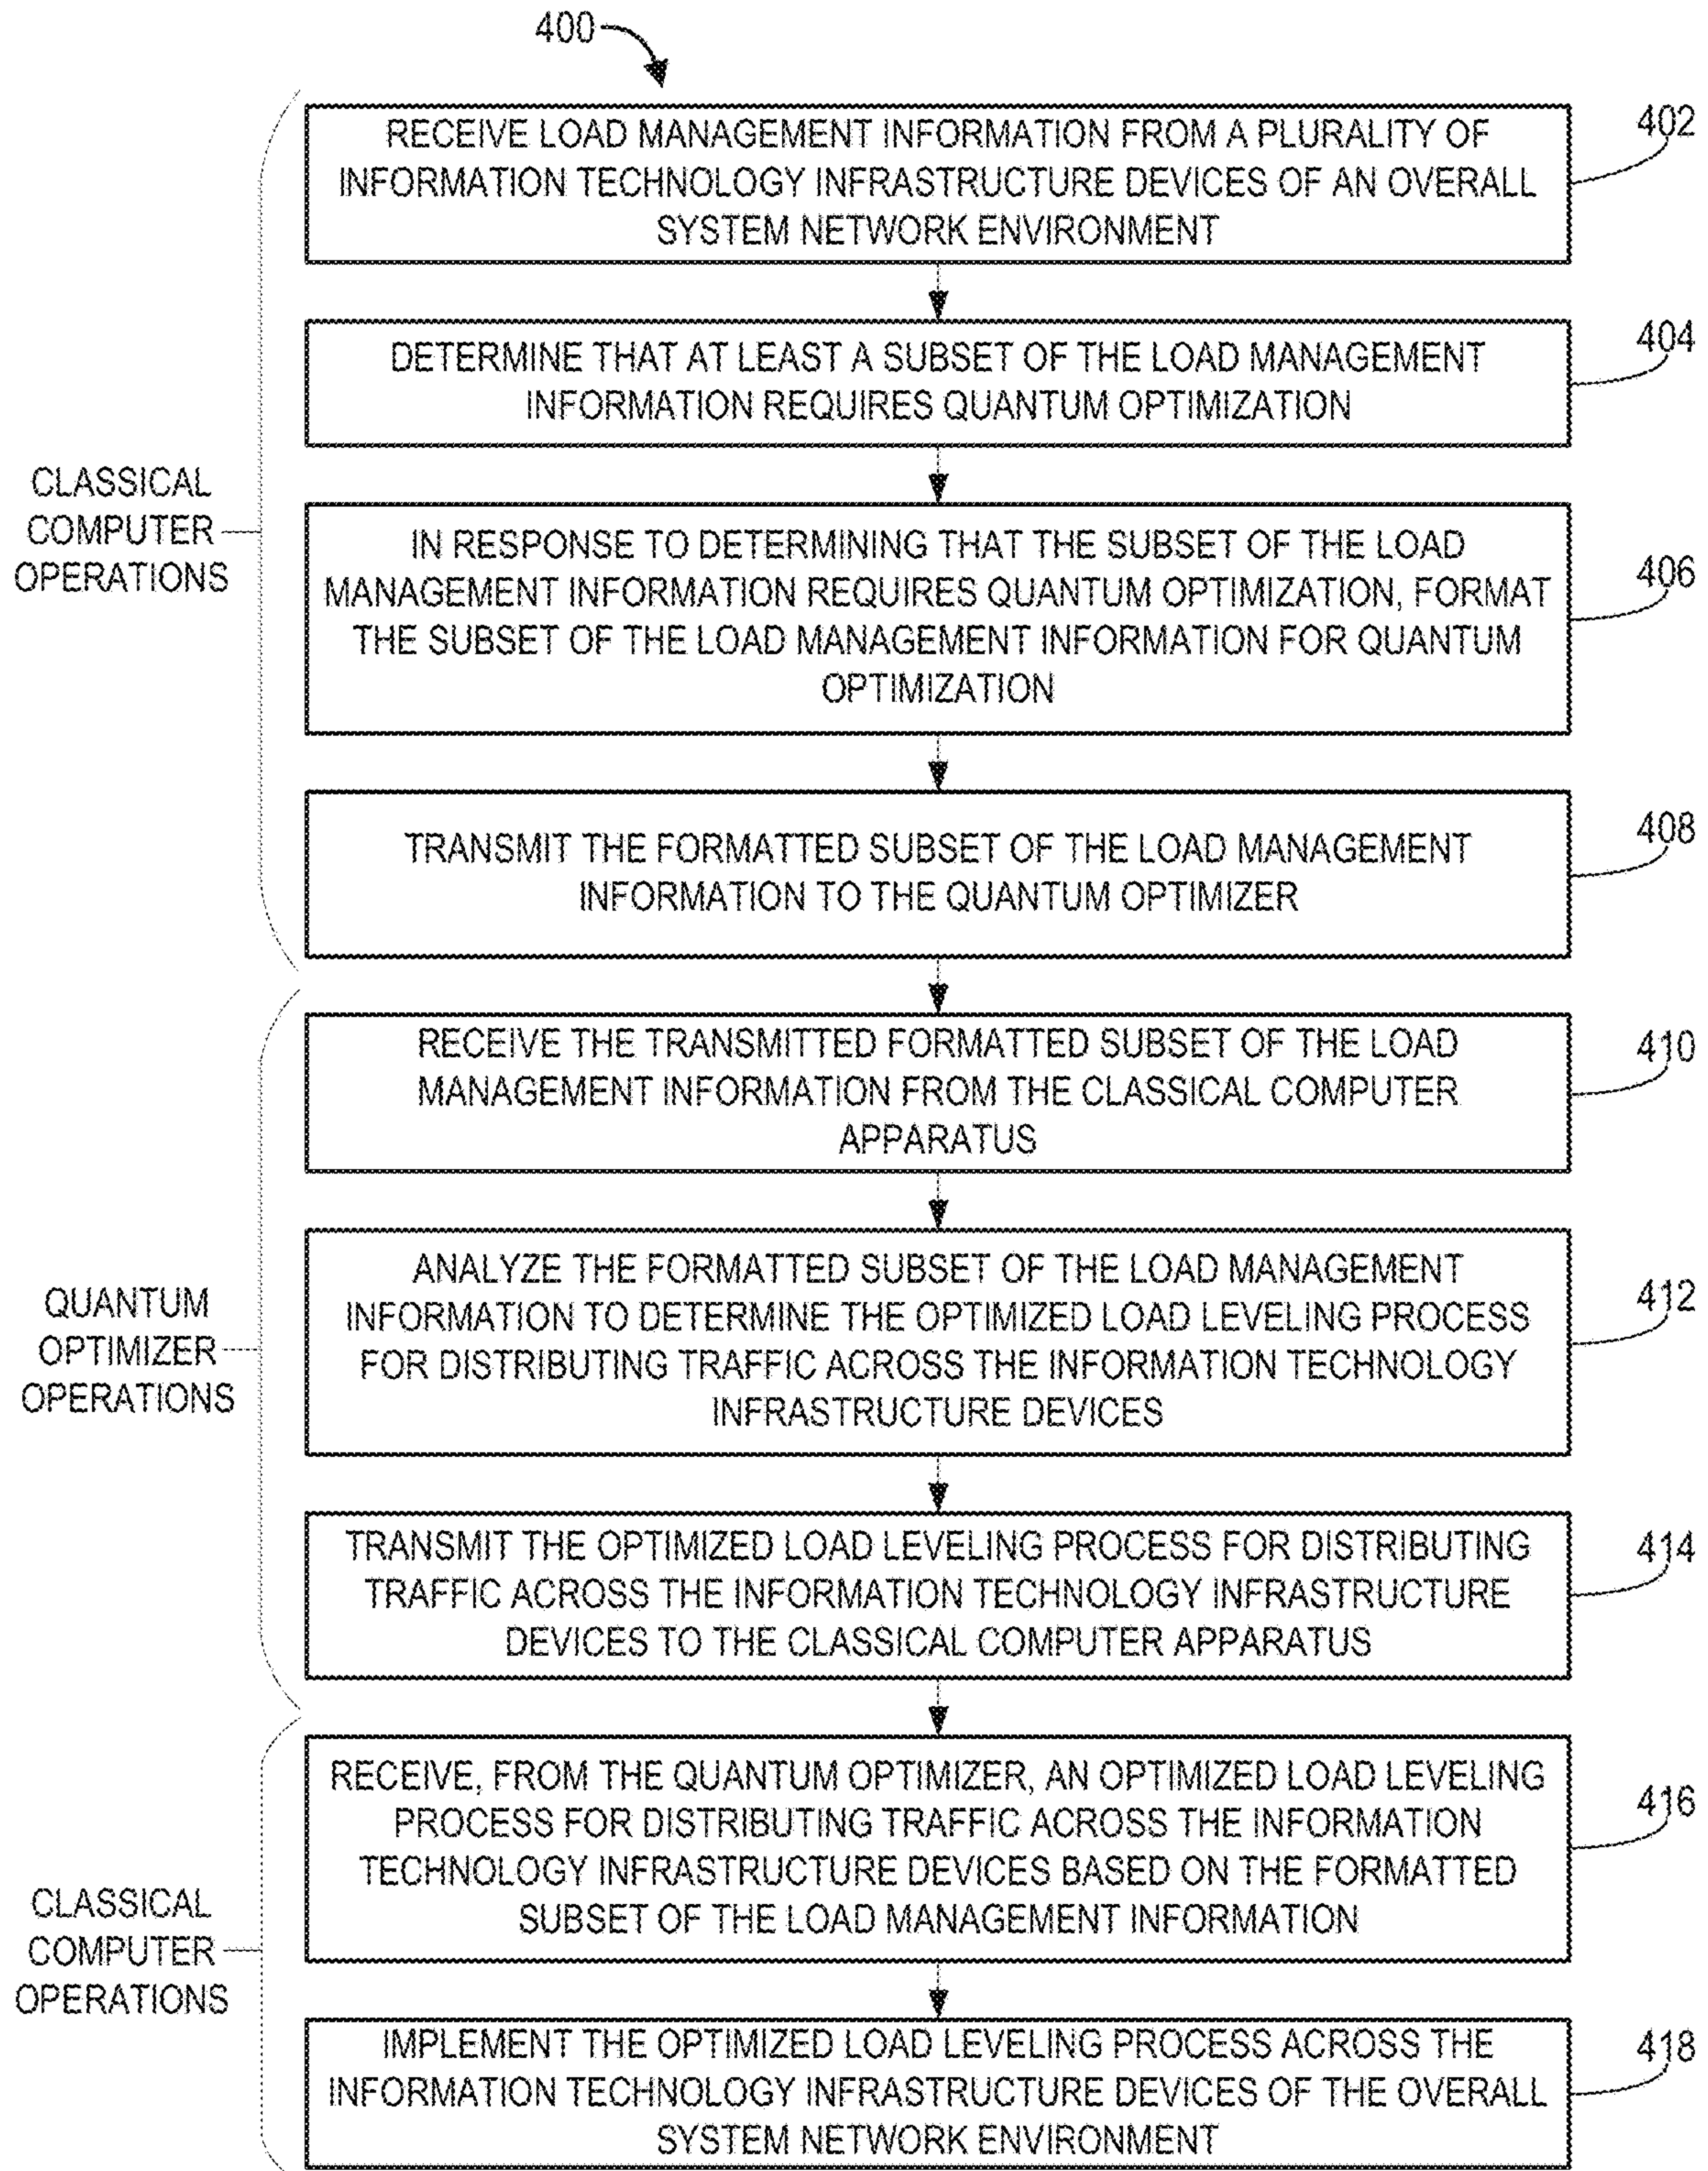 400
RECEIVE LOAD MANAGEMENT INFORMATION FROM A PLURALITY OF
INFORMATION TECHNOLOGY INFRASTRUCTURE DEVICES OF AN OVERALL
SYSTEM NETWORK ENVIRONMENT
402
DETERMINE THAT AT LEAST A SUBSET OF THE LOAD MANAGEMENT
INFORMATION REQUIRES QUANTUM OPTIMIZATION
404
CLASSICAL
COMPUTER
OPERATIONS
IN RESPONSE TO DETERMINING THAT THE SUBSET OF THE LOAD
MANAGEMENT INFORMATION REQUIRES QUANTUM OPTIMIZATION, FORMAT
THE SUBSET OF THE LOAD MANAGEMENT INFORMATION FOR QUANTUM
OPTIMIZATION
406
TRANSMIT THE FORMATTED SUBSET OF THE LOAD MANAGEMENT
INFORMATION TO THE QUANTUM OPTIMIZER
408
RECEIVE THE TRANSMITTED FORMATTED SUBSET OF THE LOAD
MANAGEMENT INFORMATION FROM THE CLASSICAL COMPUTER
APPARATUS
410
QUANTUM
OPTIMIZER
OPERATIONS
ANALYZE THE FORMATTED SUBSET OF THE LOAD MANAGEMENT
INFORMATION TO DETERMINE THE OPTIMIZED LOAD LEVELING PROCESS
FOR DISTRIBUTING TRAFFIC ACROSS THE INFORMATION TECHNOLOGY
INFRASTRUCTURE DEVICES
412
TRANSMIT THE OPTIMIZED LOAD LEVELING PROCESS FOR DISTRIBUTING
TRAFFIC ACROSS THE INFORMATION TECHNOLOGY INFRASTRUCTURE
DEVICES TO THE CLASSICAL COMPUTER APPARATUS
414
RECEIVE, FROM THE QUANTUM OPTIMIZER, AN OPTIMIZED LOAD LEVELING
PROCESS FOR DISTRIBUTING TRAFFIC ACROSS THE INFORMATION
TECHNOLOGY INFRASTRUCTURE DEVICES BASED ON THE FORMATTED
SUBSET OF THE LOAD MANAGEMENT INFORMATION
416
CLASSICAL
COMPUTER
OPERATIONS
IMPLEMENT THE OPTIMIZED LOAD LEVELING PROCESS ACROSS THE
INFORMATION TECHNOLOGY INFRASTRUCTURE DEVICES OF THE OVERALL
SYSTEM NETWORK ENVIRONMENT
418